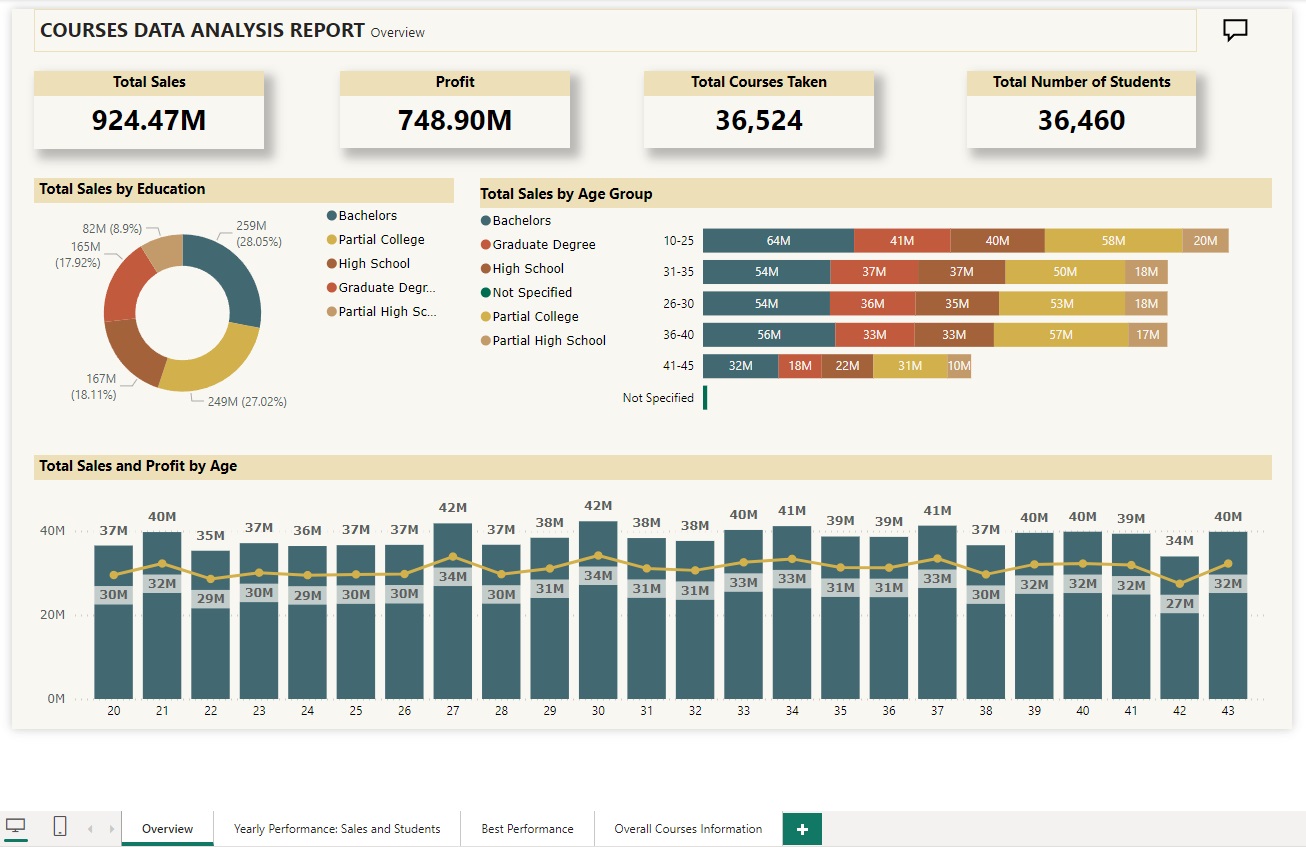 COURSES DATA ANALYSIS REPORT Overview
Total Sales
924.47M
Profit
748.90M
Total Courses Taken
36,524
Total Number of Students
36,460
Total Sales by Education
82M (8.9%)
165M
(17.92%)
167M
(18.11%)
249M (27.02%)
259M
(28.05%)
Bachelors
Partial College
High School
Graduate Degr...
Partial High Sc...
Total Sales by Age Group
Bachelors
Graduate Degree
High School
Not Specified
Partial College
Partial High School
10-25 64M 41M 40M 58M 20M
31-35 54M 37M 37M 50M 18M
26-30 54M 36M 35M 53M 18M
36-40 56M 33M 33M 57M 17M
41-45 32M 18M 22M 31M 10M
Not Specified
Total Sales and Profit by Age
40M
20M
0M
37M 40M 35M 37M 36M 37M 37M 42M 37M 38M 42M 38M 38M 40M 41M 39M 39M 41M 37M 40M 40M 39M 34M 40M
30M 32M 29M 30M 29M 30M 30M 34M 30M 31M 34M 31M 31M 33M 33M 31M 31M 33M 30M 32M 32M 32M 27M 32M
20 21 22 23 24 25 26 27 28 29 30 31 32 33 34 35 36 37 38 39 40 41 42 43
Overview
Yearly Performance: Sales and Students
Best Performance
Overall Courses Information
+